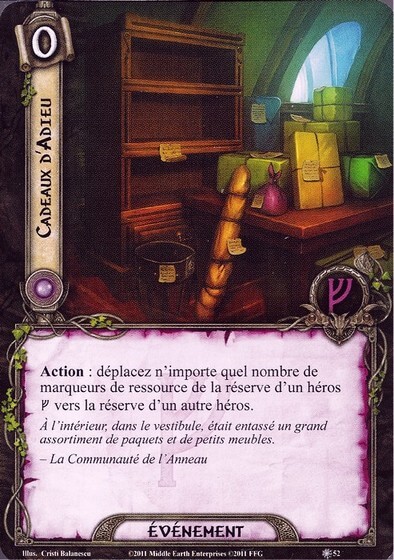 0
CADEAUX D'ADIEU
Action : déplacez n'importe quel nombre de
marqueurs de ressource de la réserve d'un héros
vers la réserve d'un autre héros.
À l'intérieur, dans le vestibule, était entassé un grand
assortiment de paquets et de petits meubles.
– La Communauté de l'Anneau
ÉVÉNEMENT
Illus. Cristi Balanescu ©2011 Middle Earth Enterprises ©2011 FFG 52